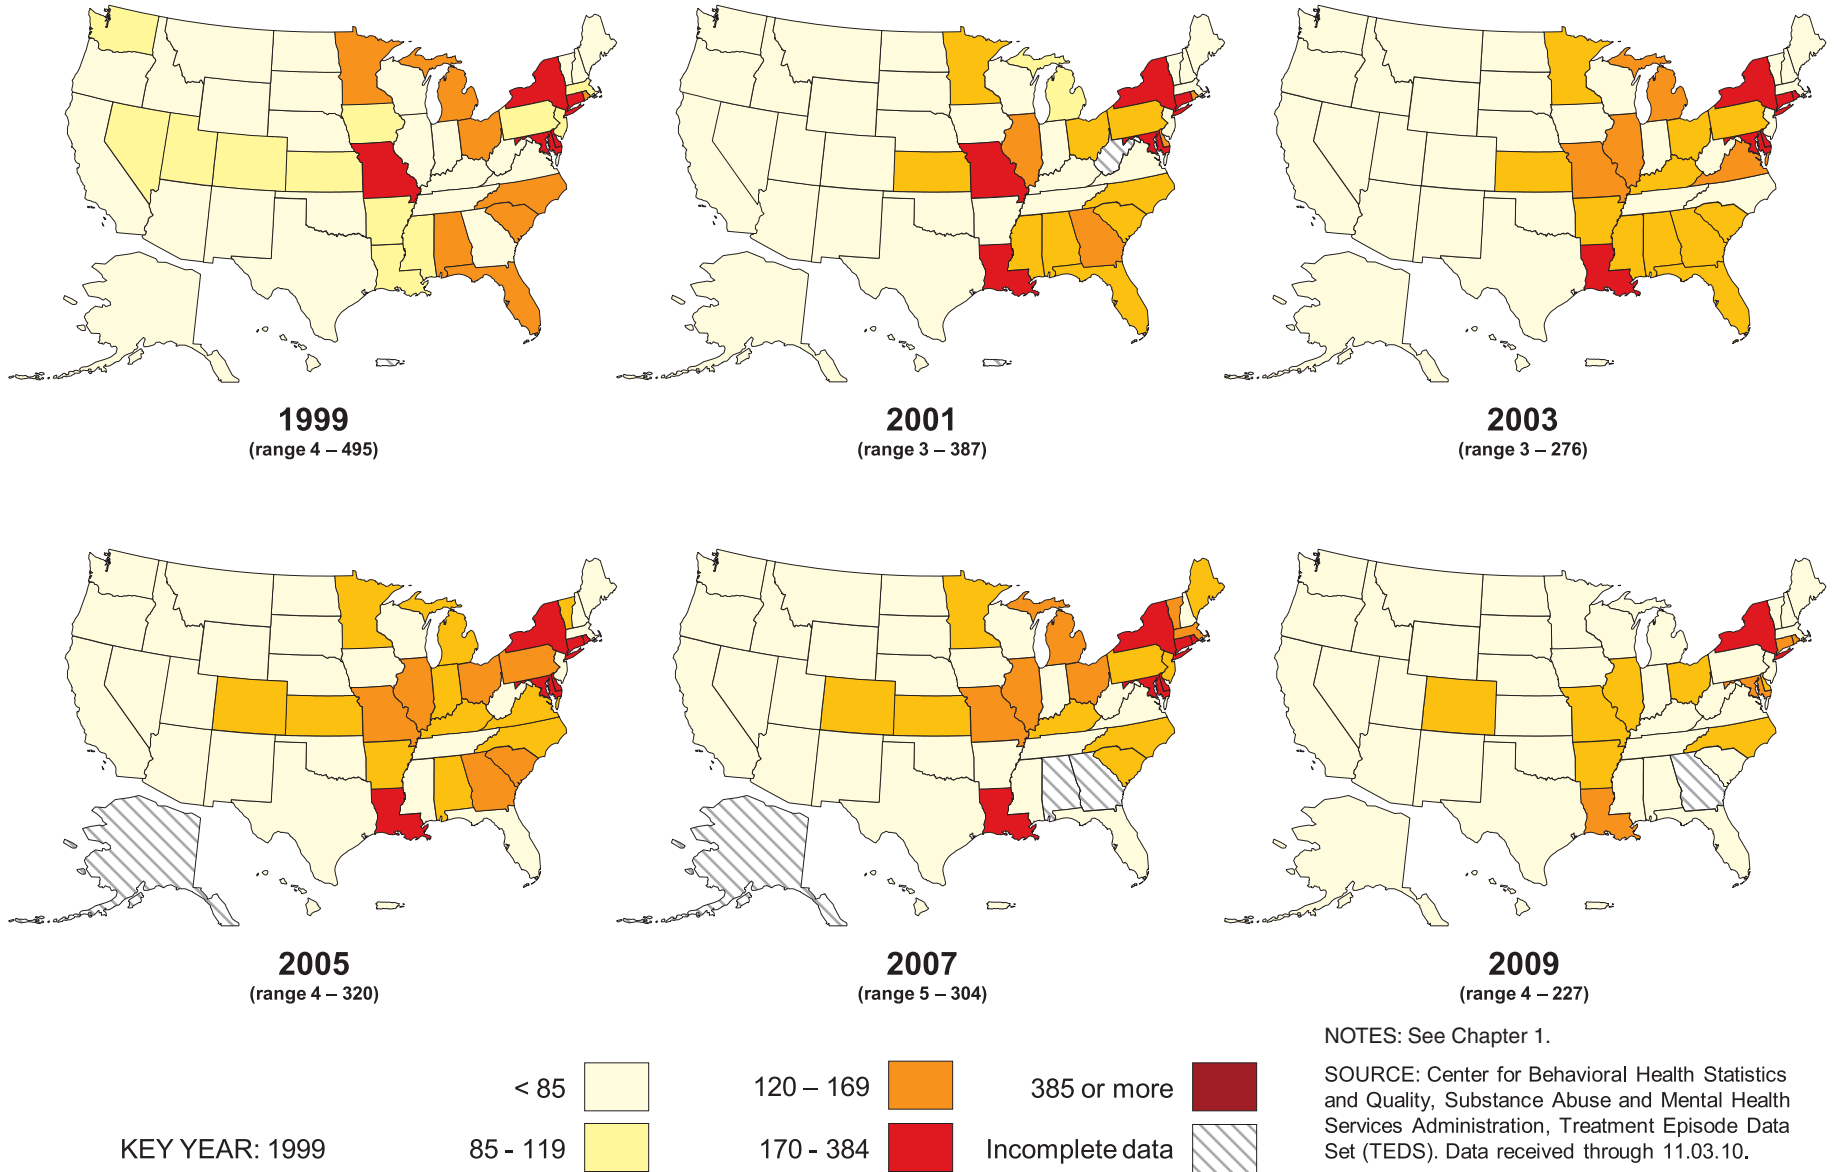 1999
(range 4 – 495)
2001
(range 3 – 387)
2003
(range 3 – 276)
2005
(range 4 – 320)
2007
(range 5 – 304)
2009
(range 4 – 227)
KEY YEAR: 1999
< 85
85 - 119
120 – 169
170 - 384
385 or more
Incomplete data
NOTES: See Chapter 1.
SOURCE: Center for Behavioral Health Statistics
and Quality, Substance Abuse and Mental Health
Services Administration, Treatment Episode Data
Set (TEDS). Data received through 11.03.10.